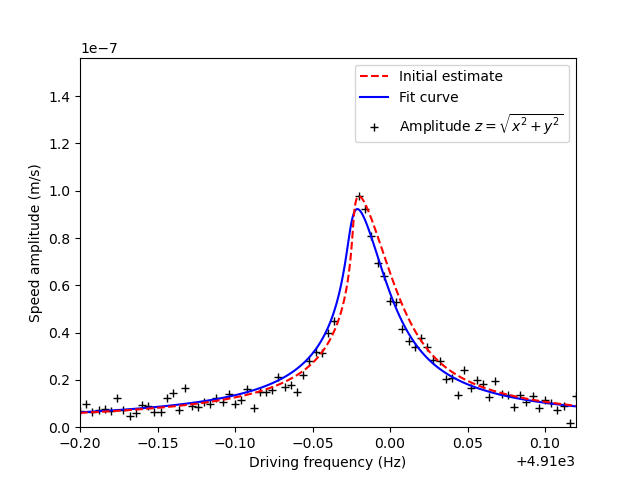 1e−7
Initial estimate
Fit curve
Amplitude z = √x² + y²
1.4
1.2
1.0
0.8
0.6
0.4
0.2
0.0
Speed amplitude (m/s)
−0.20 −0.15 −0.10 −0.05 0.00 0.05 0.10
Driving frequency (Hz)
+4.91e3